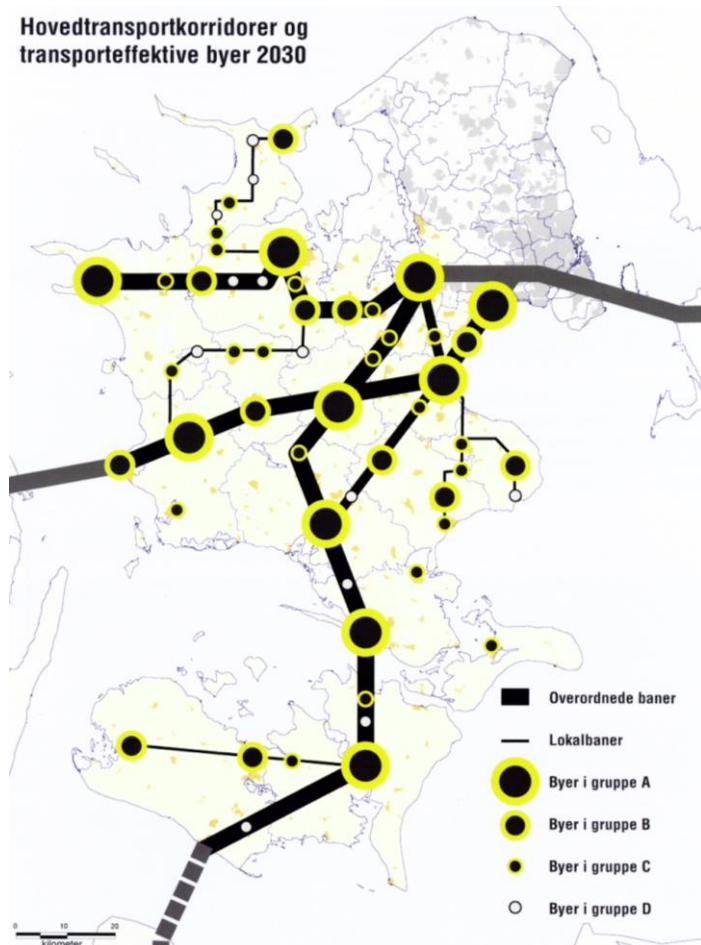 Hovedtransportkorridorer og
transporteffektive byer 2030
Overordnede baner
Lokalbaner
Byer i gruppe A
Byer i gruppe B
Byer i gruppe C
Byer i gruppe D
0 10 20
kilometer